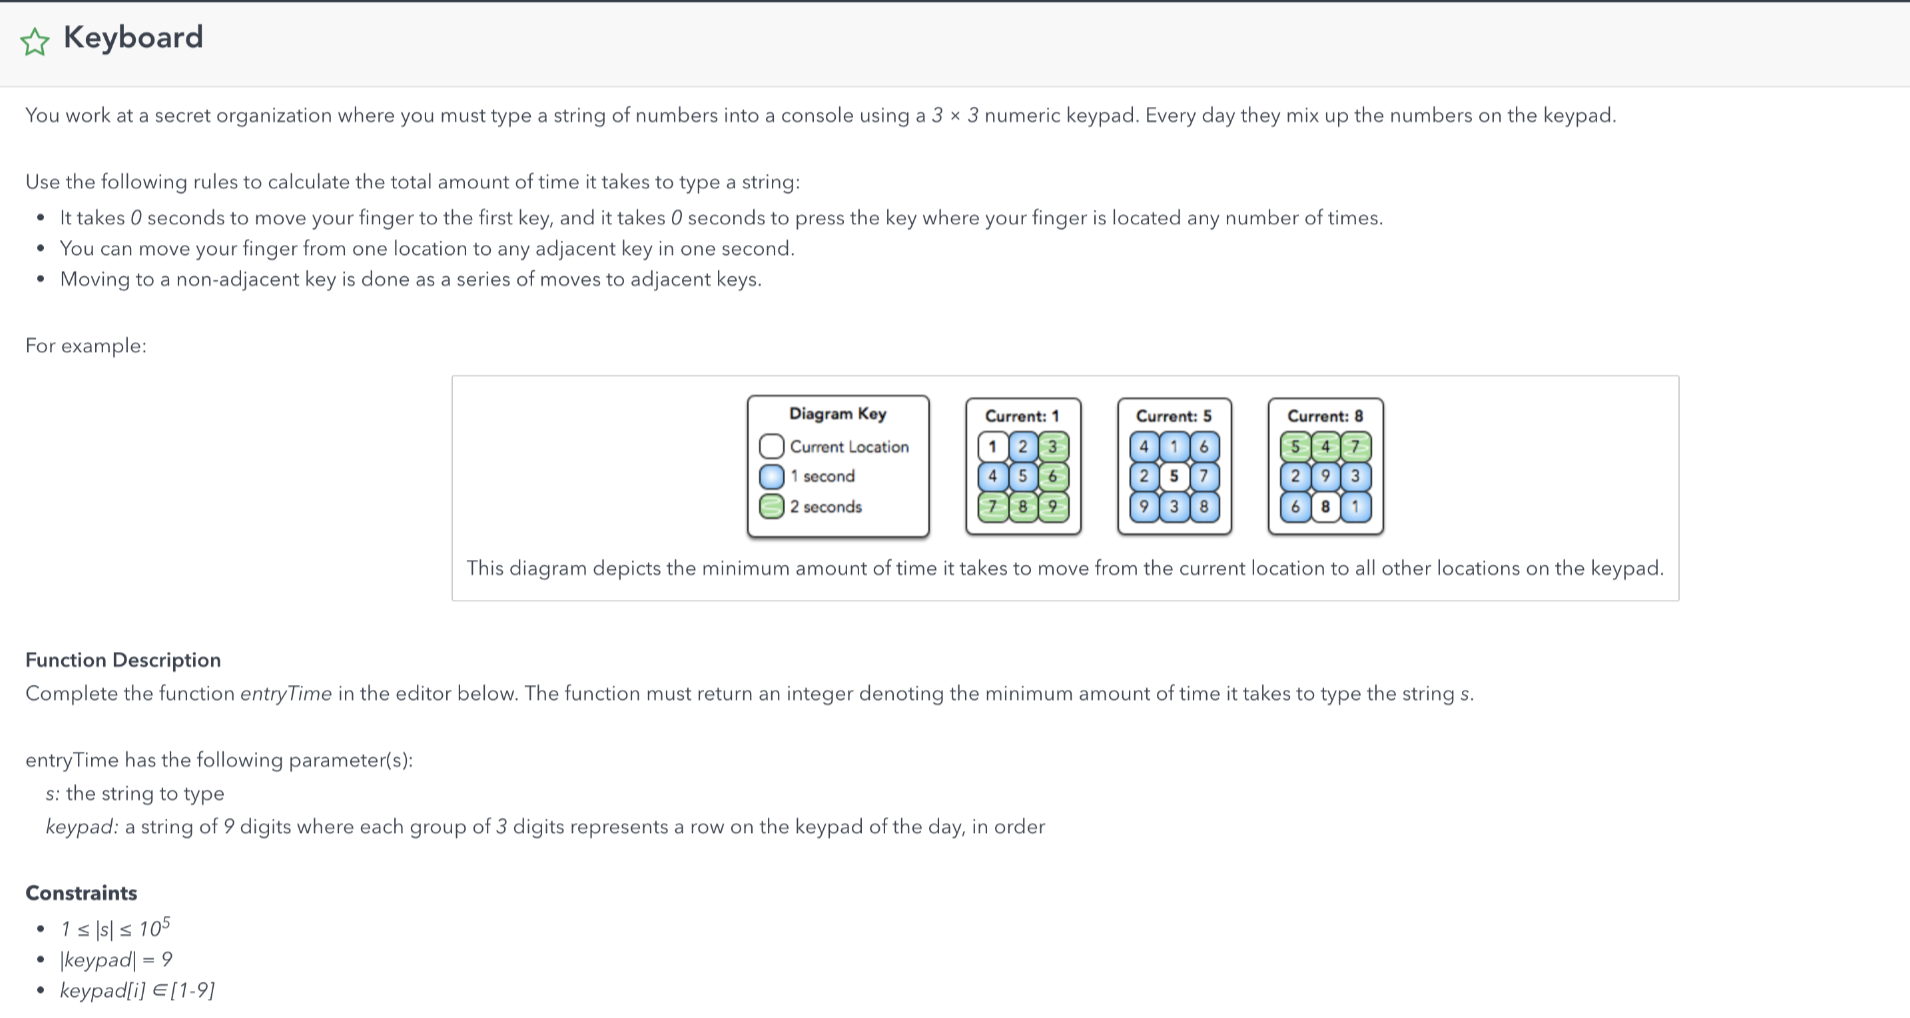 Keyboard
You work at a secret organization where you must type a string of numbers into a console using a 3 × 3 numeric keypad. Every day they mix up the numbers on the keypad.
Use the following rules to calculate the total amount of time it takes to type a string:
• It takes 0 seconds to move your finger to the first key, and it takes 0 seconds to press the key where your finger is located any number of times.
• You can move your finger from one location to any adjacent key in one second.
• Moving to a non-adjacent key is done as a series of moves to adjacent keys.
For example:
Diagram Key
Current Location
1 second
2 seconds
Current: 1
1 2 3
4 5 6
7 8 9
Current: 5
4 1 6
2 5 7
9 3 8
Current: 8
5 4 7
2 9 3
6 8 1
This diagram depicts the minimum amount of time it takes to move from the current location to all other locations on the keypad.
Function Description
Complete the function entryTime in the editor below. The function must return an integer denoting the minimum amount of time it takes to type the string s.
entryTime has the following parameter(s):
s: the string to type
keypad: a string of 9 digits where each group of 3 digits represents a row on the keypad of the day, in order
Constraints
• 1 ≤ |s| ≤ 10⁵
• |keypad| = 9
• keypad[i] ∈ [1-9]